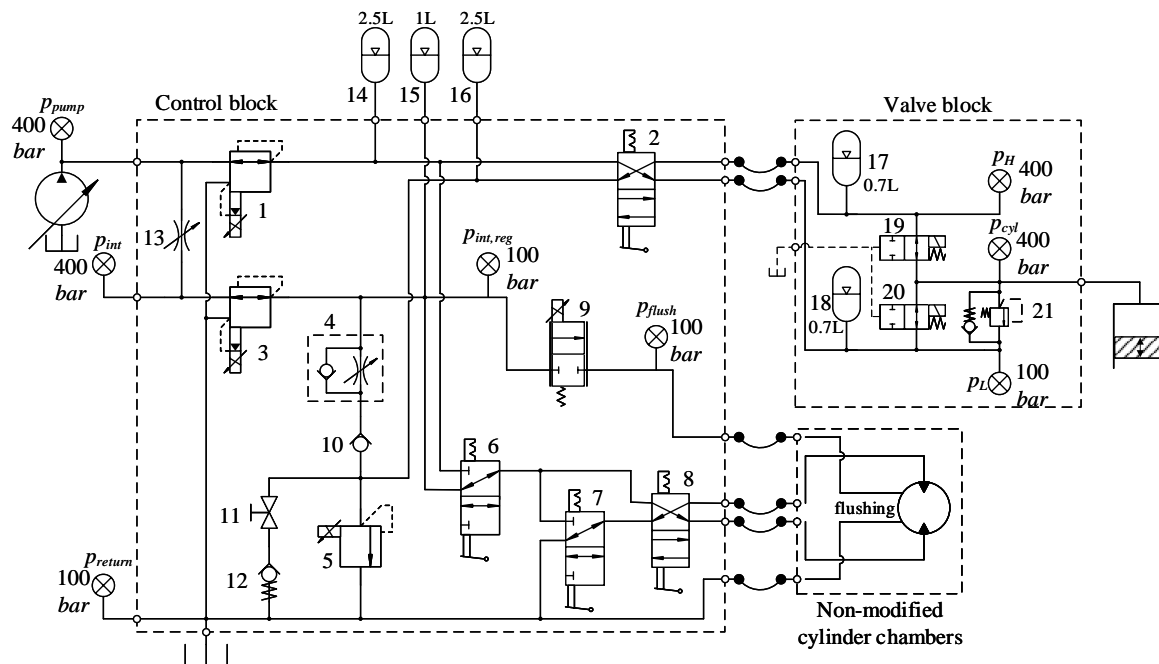 2.5L 1L 2.5L
14 15 16
Control block
Valve block
p_pump
400
bar
1
2
17
0.7L
p_H
400
bar
13
p_int
400
bar
3
p_int,reg
100
bar
19
p_cyl
400
bar
18
0.7L
20
21
4
9
p_flush
100
bar
p_L
100
bar
10
6
7
8
11
5
12
flushing
p_return
100
bar
Non-modified
cylinder chambers